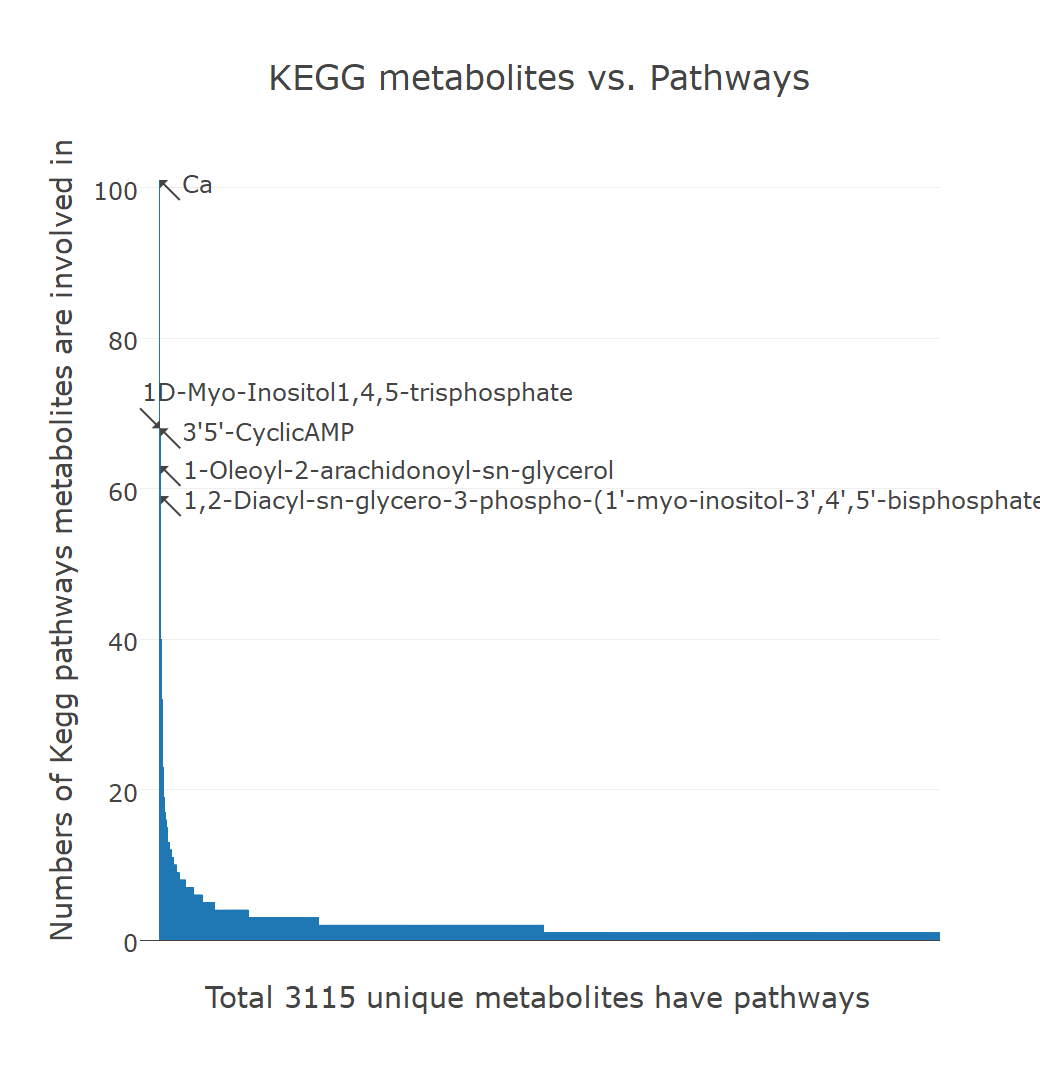 KEGG metabolites vs. Pathways
Numbers of Kegg pathways metabolites are involved in
100
Ca
80
1D-Myo-Inositol1,4,5-trisphosphate
3'5'-CyclicAMP
1-Oleoyl-2-arachidonoyl-sn-glycerol
60
1,2-Diacyl-sn-glycero-3-phospho-(1'-myo-inositol-3',4',5'-bisphosphate
40
20
0
Total 3115 unique metabolites have pathways